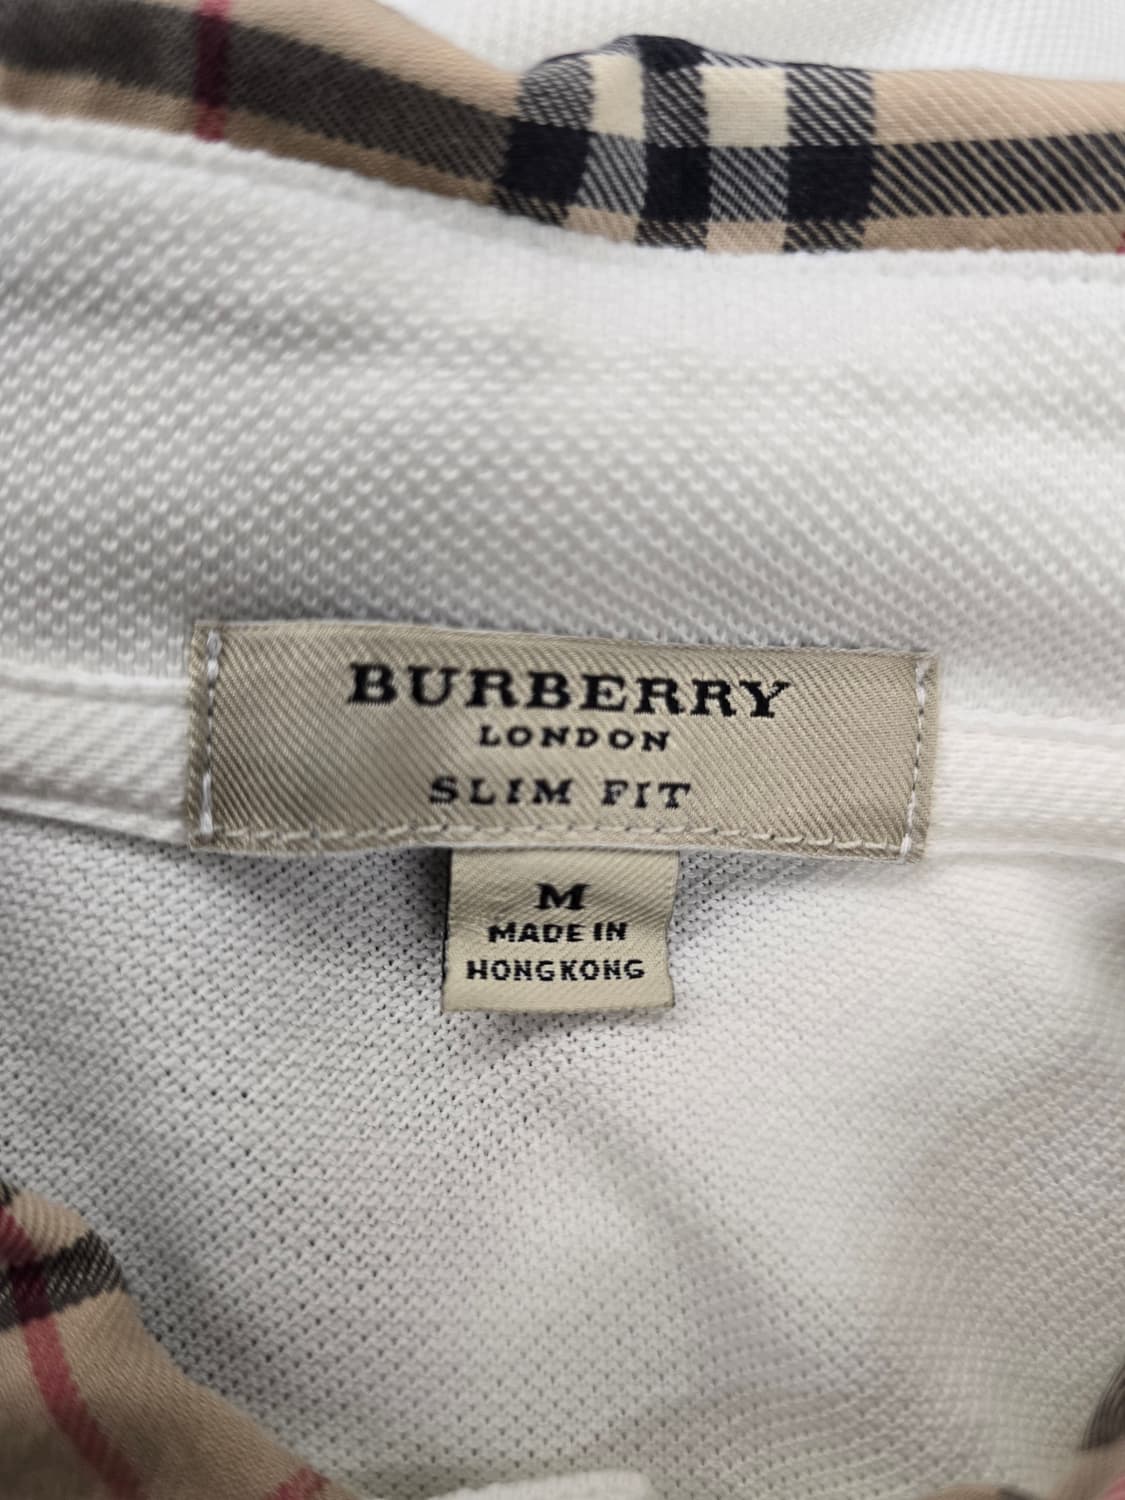 BURBERRY
LONDON
SLIM FIT
M
MADE IN
HONGKONG